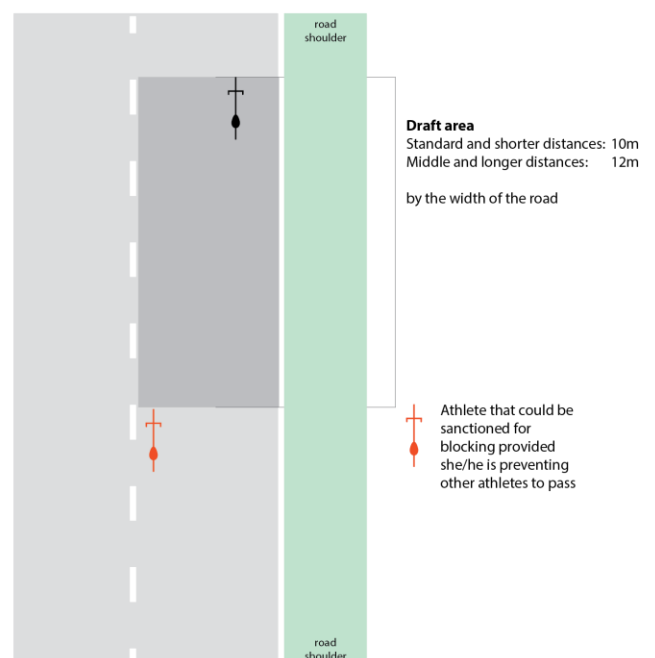 road
shoulder
Draft area
Standard and shorter distances: 10m
Middle and longer distances: 12m
by the width of the road
Athlete that could be
sanctioned for
blocking provided
she/he is preventing
other athletes to pass
road
shoulder